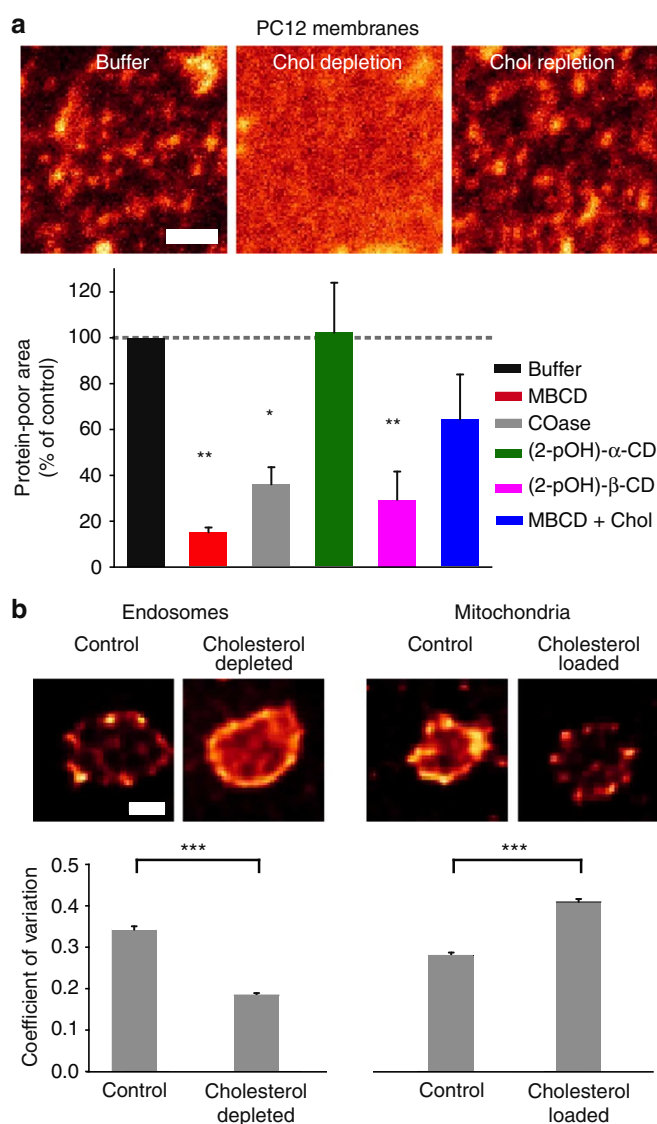 a
PC12 membranes
Buffer
Chol depletion
Chol repletion
Protein-poor area
(% of control)
120
100
80
60
40
20
0
**
*
**
Buffer
MBCD
COase
(2-pOH)-α-CD
(2-pOH)-β-CD
MBCD + Chol
b
Endosomes
Mitochondria
Control
Cholesterol
depleted
Control
Cholesterol
loaded
Coefficient of variation
0.5
0.4
0.3
0.2
0.1
0.0
***
***
Control
Cholesterol
depleted
Control
Cholesterol
loaded